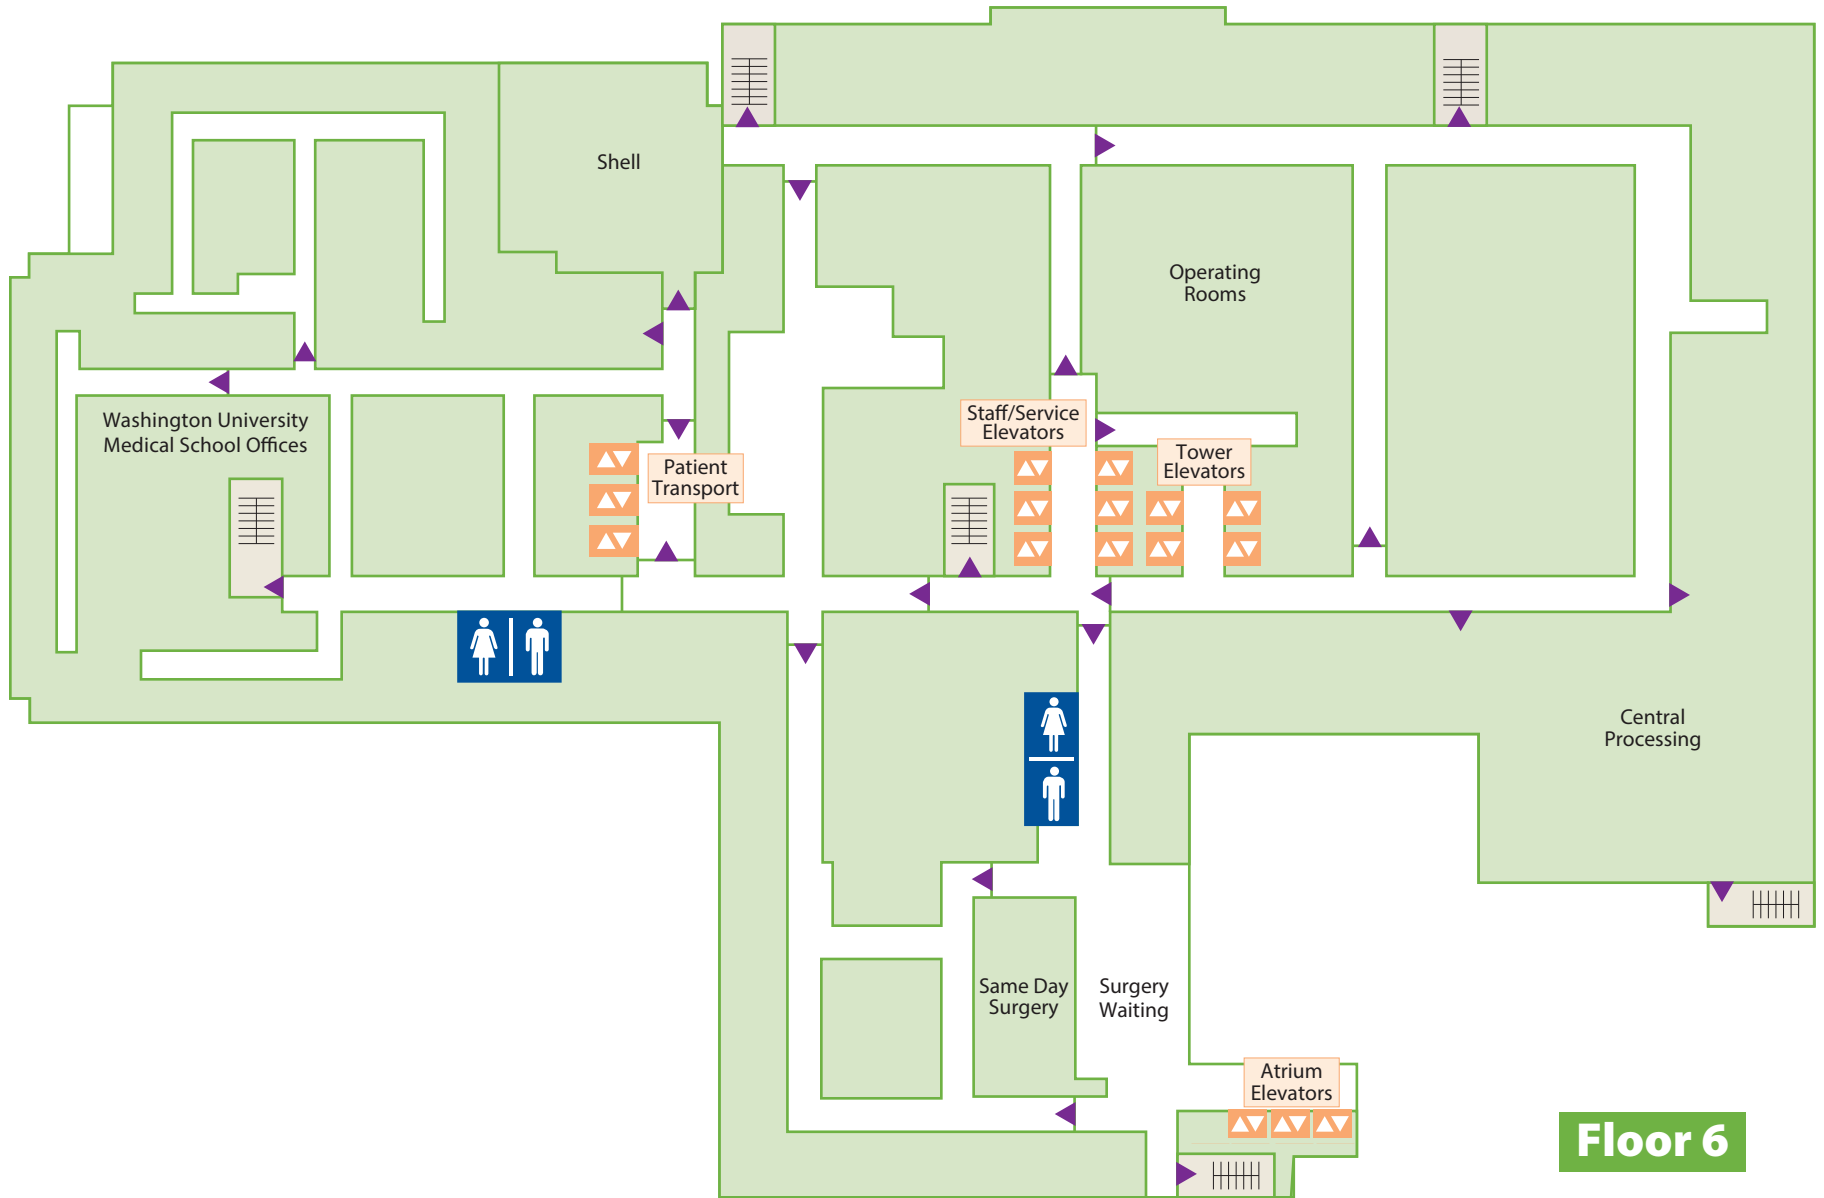 Shell
Operating
Rooms
Washington University
Medical School Offices
Staff/Service
Elevators
Tower
Elevators
Patient
Transport
Central
Processing
Same Day
Surgery
Surgery
Waiting
Atrium
Elevators
Floor 6